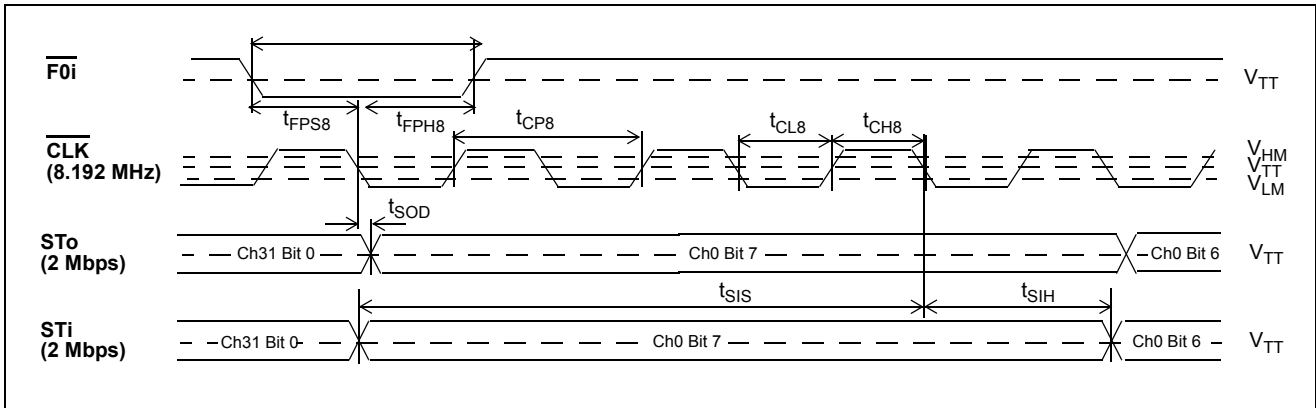 F0i
VTT
tFPS8
tFPH8
tCP8
tCL8
tCH8
CLK
(8.192 MHz)
VHM
VTT
VLM
tSOD
STo
(2 Mbps)
Ch31 Bit 0
Ch0 Bit 7
Ch0 Bit 6
VTT
tSIS
tSIH
STi
(2 Mbps)
Ch31 Bit 0
Ch0 Bit 7
Ch0 Bit 6
VTT